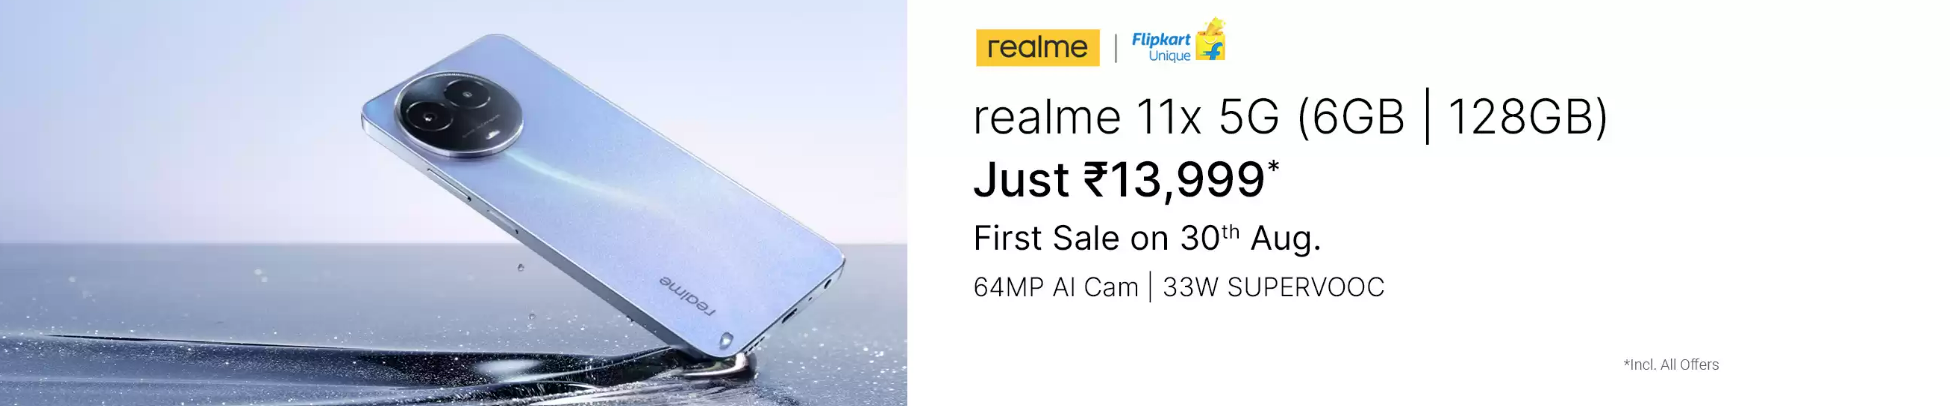 realme | Flipkart
Unique
realme 11x 5G (6GB | 128GB)
Just ₹13,999*
First Sale on 30th Aug.
64MP AI Cam | 33W SUPERVOOC
*Incl. All Offers
realme